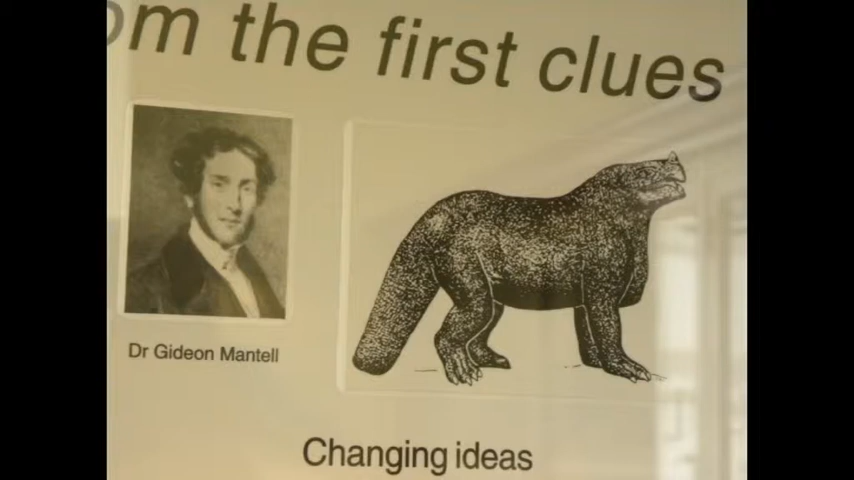 om the first clues
Dr Gideon Mantell
Changing ideas